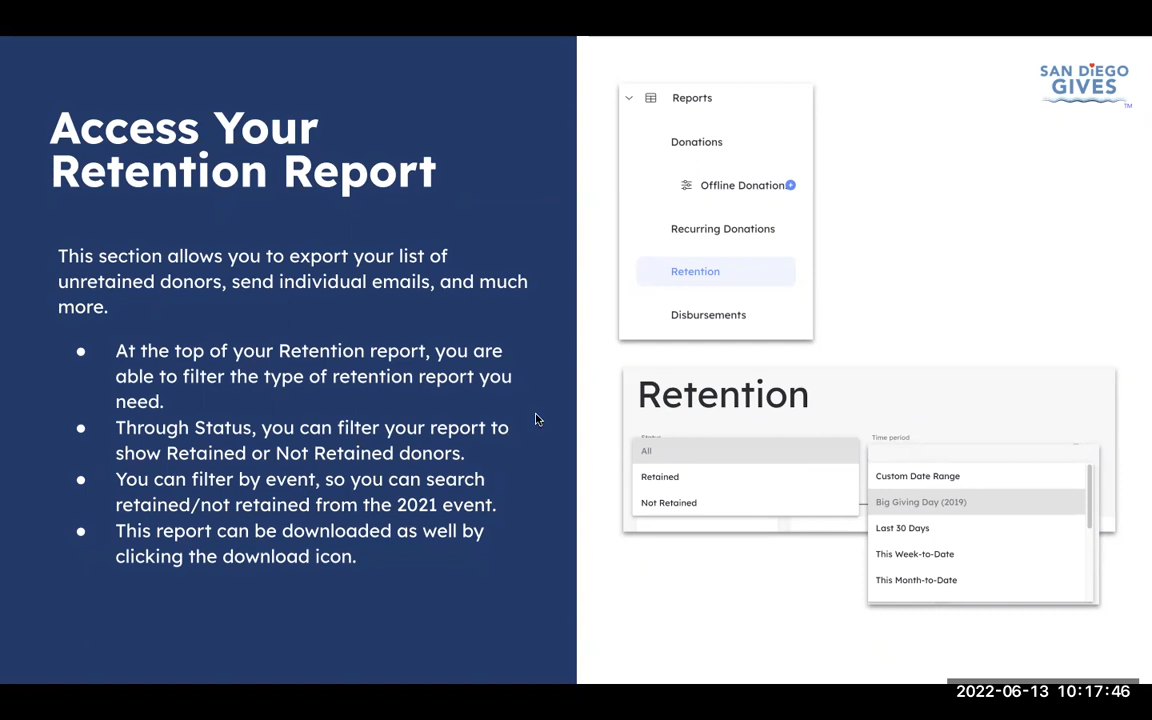 Access Your
Retention Report
This section allows you to export your list of
unretained donors, send individual emails, and much
more.
● At the top of your Retention report, you are
able to filter the type of retention report you
need.
● Through Status, you can filter your report to
show Retained or Not Retained donors.
● You can filter by event, so you can search
retained/not retained from the 2021 event.
● This report can be downloaded as well by
clicking the download icon.
SAN DIEGO
GIVES
TM
Reports
Donations
Offline Donation
Recurring Donations
Retention
Disbursements
Retention
Status
All
Retained
Not Retained
Time period
Custom Date Range
Big Giving Day (2019)
Last 30 Days
This Week-to-Date
This Month-to-Date
2022-06-13 10:17:46